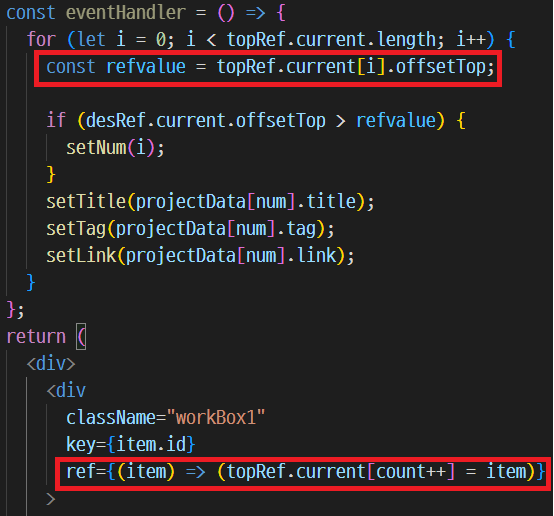 const eventHandler = () => {
for (let i = 0; i < topRef.current.length; i++) {
const refvalue = topRef.current[i].offsetTop;
if (desRef.current.offsetTop > refvalue) {
setNum(i);
}
setTitle(projectData[num].title);
setTag(projectData[num].tag);
setLink(projectData[num].link);
}
};
return (
<div>
<div
className="workBox1"
key={item.id}
ref={(item) => (topRef.current[count++] = item)}
>